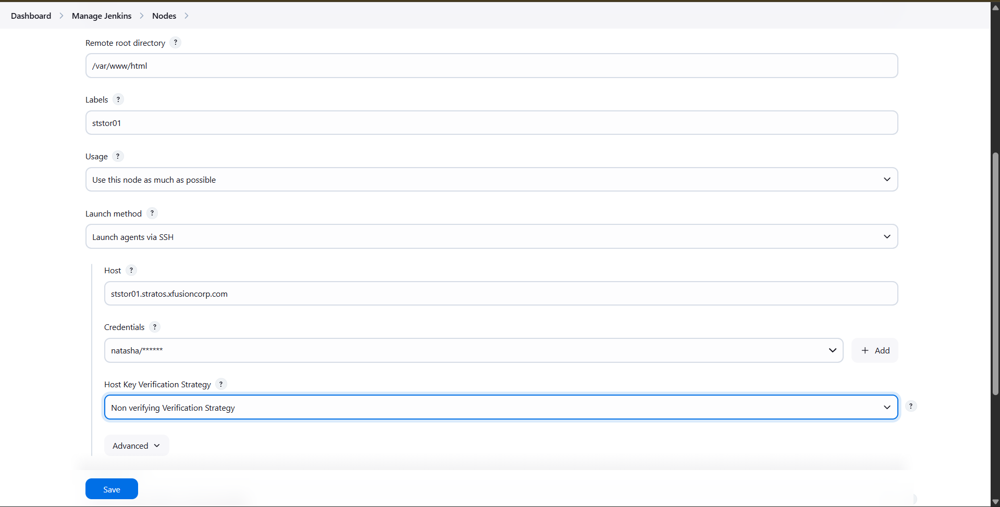 Dashboard > Manage Jenkins > Nodes >
Remote root directory ?
/var/www/html
Labels ?
ststor01
Usage ?
Use this node as much as possible
Launch method ?
Launch agents via SSH
Host ?
ststor01.stratos.xfusioncorp.com
Credentials ?
natasha/******
+ Add
Host Key Verification Strategy ?
Non verifying Verification Strategy
?
Advanced
Save